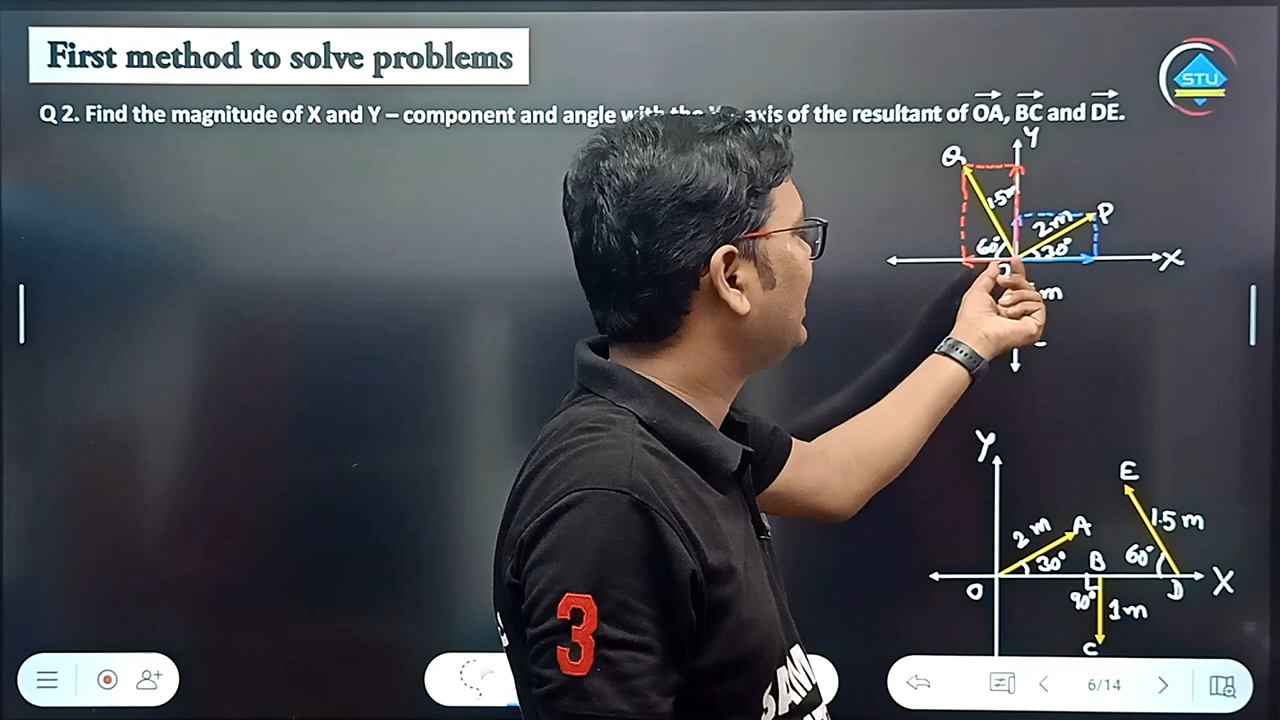 First method to solve problems
STU
Q 2. Find the magnitude of X and Y – component and angle with the axis of the resultant of OA, BC and DE.
Y
Q
1.5m
2m
P
60°
30°
X
m
Y
E
2 m
A
1.5 m
30°
B
60°
O
90°
D
X
1m
C
3
6/14